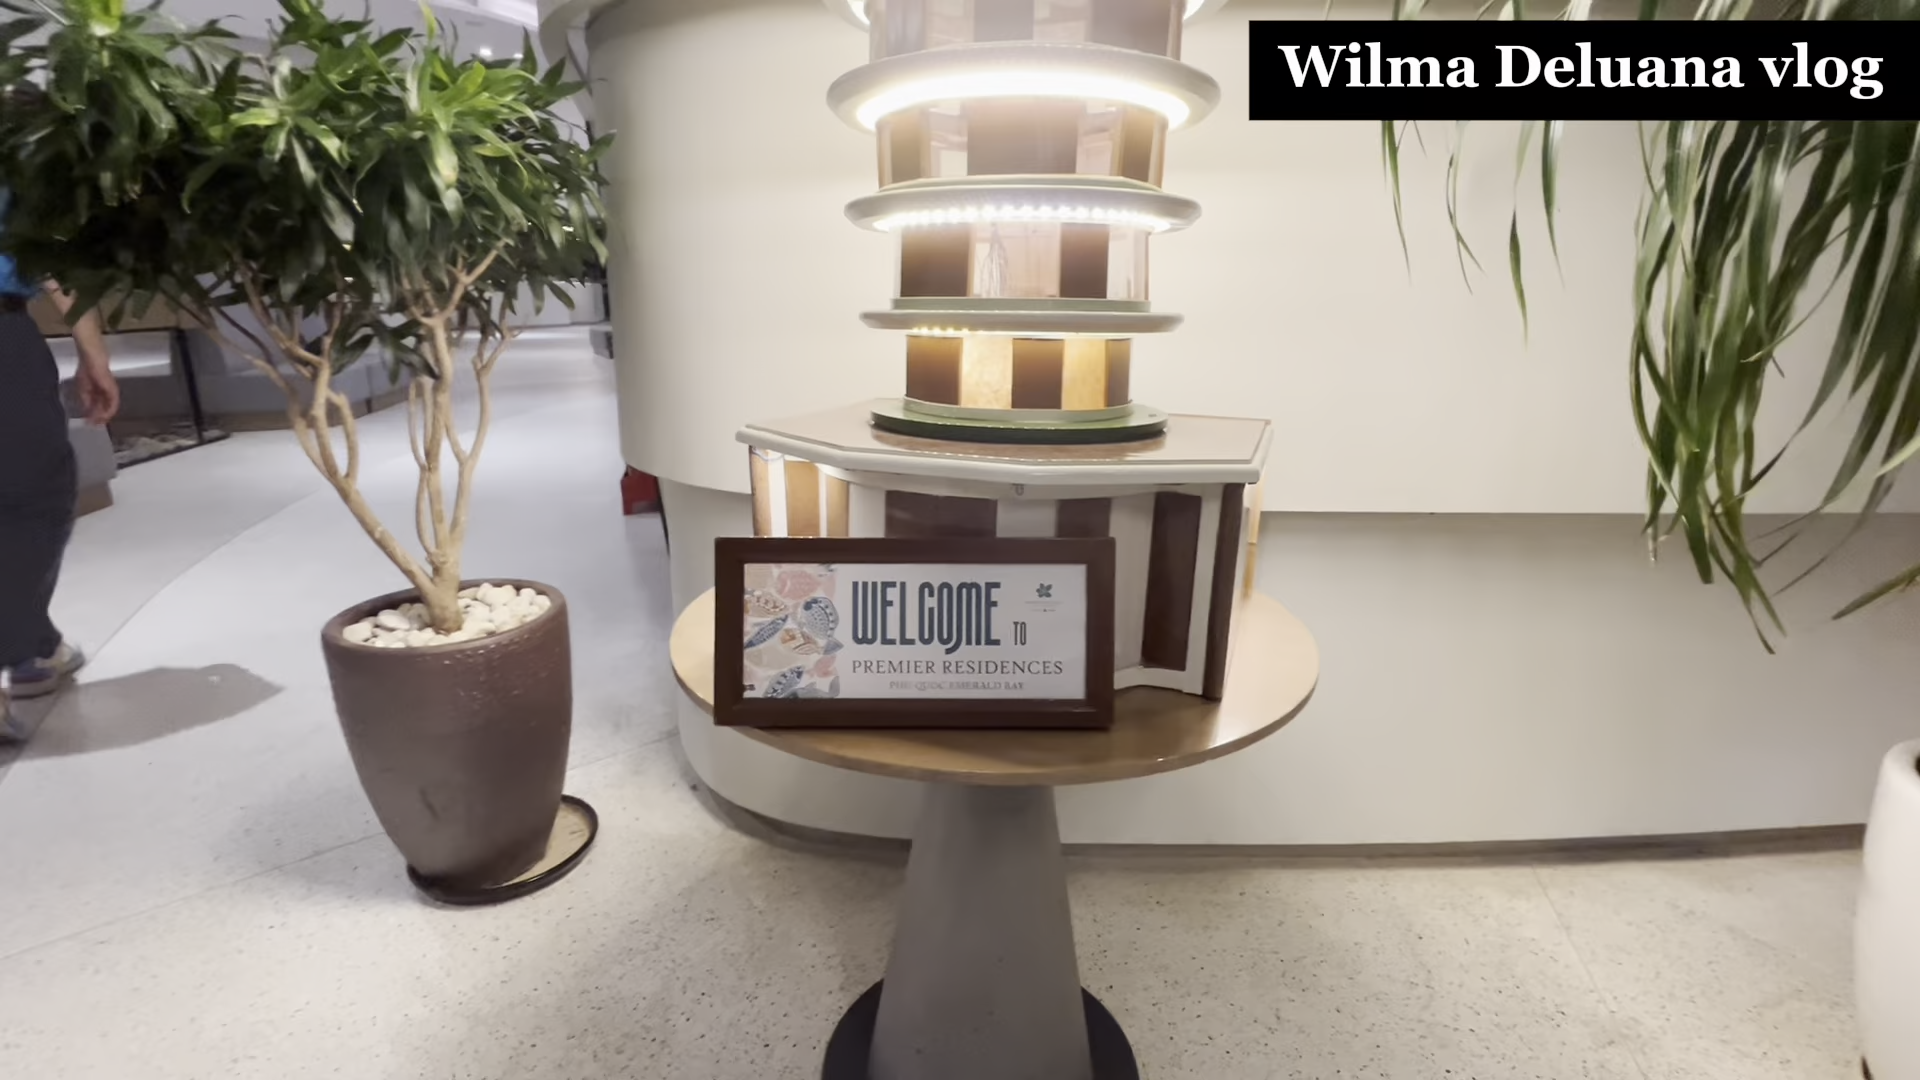 Wilma Deluana vlog
WELCOME TO
PREMIER RESIDENCES
PHU QUOC EMERALD BAY